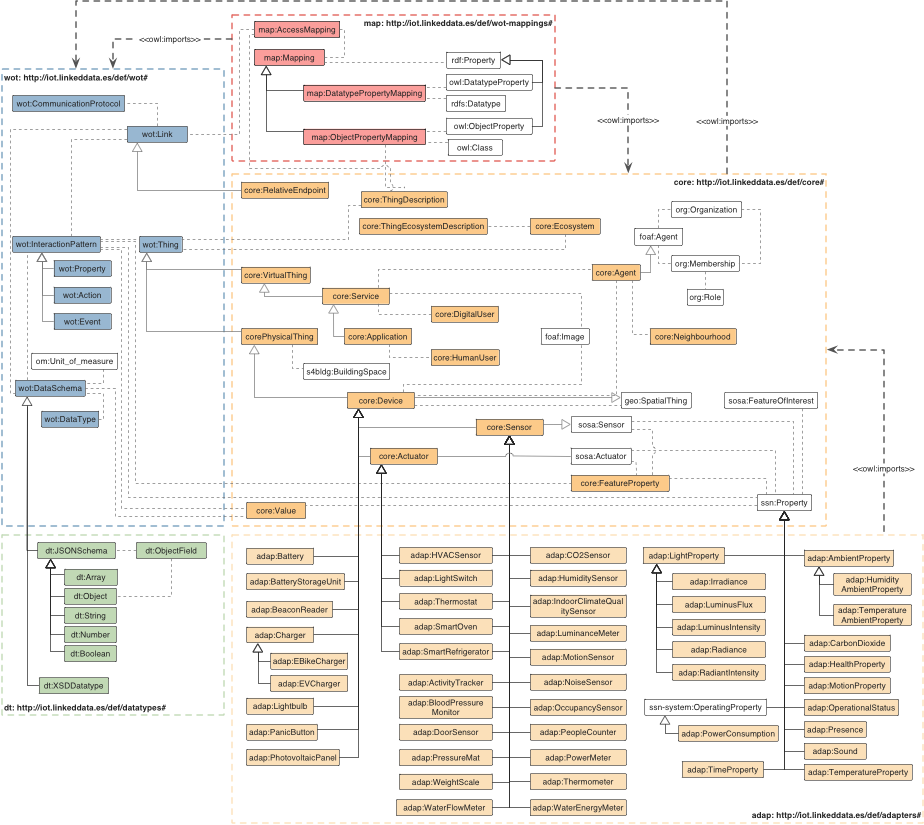 map: http://iot.linkeddata.es/def/wot-mappings#
map:AccessMapping
map:Mapping
rdf:Property
owl:DatatypeProperty
map:DatatypePropertyMapping
rdfs:Datatype
owl:ObjectProperty
map:ObjectPropertyMapping
owl:Class
<<owl:imports>>
<<owl:imports>>
<<owl:imports>>
wot: http://iot.linkeddata.es/def/wot#
wot:CommunicationProtocol
wot:Link
wot:InteractionPattern
wot:Thing
wot:Property
wot:Action
wot:Event
om:Unit_of_measure
wot:DataSchema
wot:DataType
core: http://iot.linkeddata.es/def/core#
core:RelativeEndpoint
core:ThingDescription
core:ThingEcosystemDescription
core:Ecosystem
org:Organization
foaf:Agent
org:Membership
core:VirtualThing
core:Agent
core:Service
org:Role
core:DigitalUser
corePhysicalThing
core:Application
foaf:Image
core:Neighbourhood
core:HumanUser
s4bldg:BuildingSpace
core:Device
geo:SpatialThing
sosa:FeatureOfInterest
core:Sensor
sosa:Sensor
core:Actuator
sosa:Actuator
core:FeatureProperty
ssn:Property
core:Value
<<owl:imports>>
dt:JSONSchema
dt:ObjectField
dt:Array
dt:Object
dt:String
dt:Number
dt:Boolean
dt:XSDDatatype
dt: http://iot.linkeddata.es/def/datatypes#
adap:Battery
adap:BatteryStorageUnit
adap:BeaconReader
adap:Charger
adap:EBikeCharger
adap:EVCharger
adap:Lightbulb
adap:PanicButton
adap:PhotovoltaicPanel
adap:HVACSensor
adap:LightSwitch
adap:Thermostat
adap:SmartOven
adap:SmartRefrigerator
adap:ActivityTracker
adap:BloodPressure
Monitor
adap:DoorSensor
adap:PressureMat
adap:WeightScale
adap:WaterFlowMeter
adap:CO2Sensor
adap:HumiditySensor
adap:IndoorClimateQual
itySensor
adap:LuminanceMeter
adap:MotionSensor
adap:NoiseSensor
adap:OccupancySensor
adap:PeopleCounter
adap:PowerMeter
adap:Thermometer
adap:WaterEnergyMeter
adap:LightProperty
adap:Irradiance
adap:LuminusFlux
adap:LuminusIntensity
adap:Radiance
adap:RadiantIntensity
ssn-system:OperatingProperty
adap:PowerConsumption
adap:TimeProperty
adap:AmbientProperty
adap:Humidity
AmbientProperty
adap:Temperature
AmbientProperty
adap:CarbonDioxide
adap:HealthProperty
adap:MotionProperty
adap:OperationalStatus
adap:Presence
adap:Sound
adap:TemperatureProperty
adap: http://iot.linkeddata.es/def/adapters#